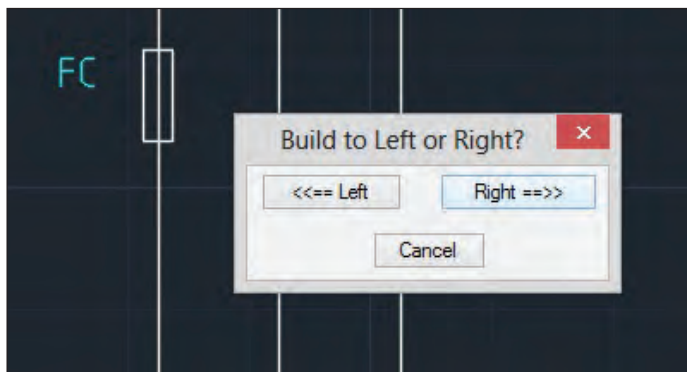 FC
Build to Left or Right?
<<== Left
Right ==>>
Cancel